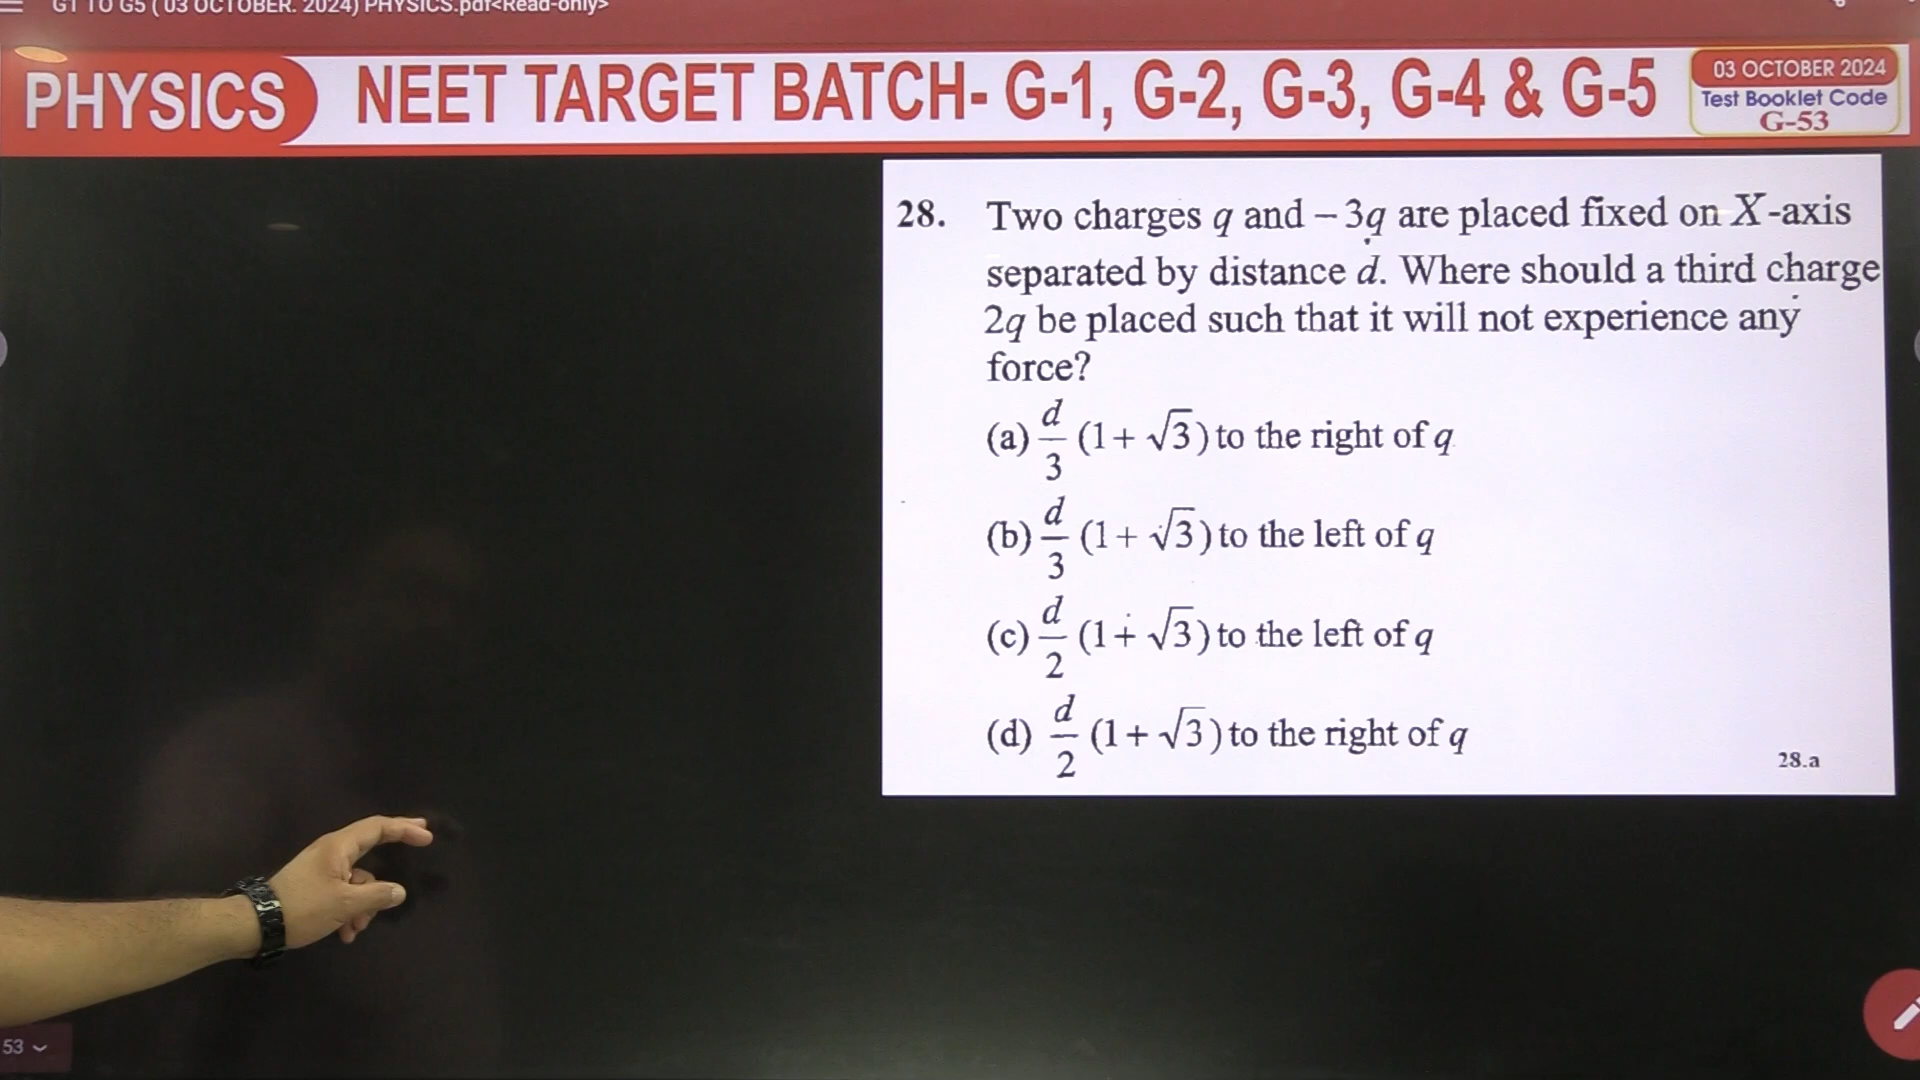 G1 TO G5 ( 03 OCTOBER. 2024) PHYSICS.pdf<Read-only>
PHYSICS
NEET TARGET BATCH- G-1, G-2, G-3, G-4 & G-5
03 OCTOBER 2024
Test Booklet Code
G-53
28. Two charges q and – 3q are placed fixed on X-axis
separated by distance d. Where should a third charge
2q be placed such that it will not experience any
force?
(a) d/3 (1+ √3) to the right of q
(b) d/3 (1+ √3) to the left of q
(c) d/2 (1+ √3) to the left of q
(d) d/2 (1+ √3) to the right of q
28.a
53